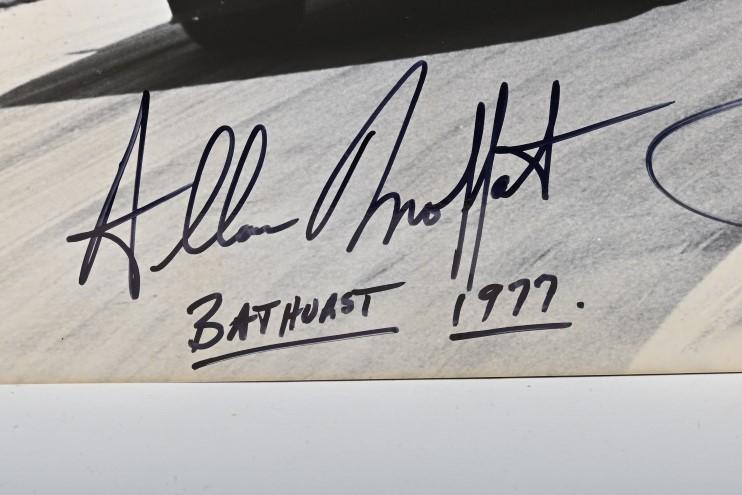 Allan Moffat
BATHURST 1977.